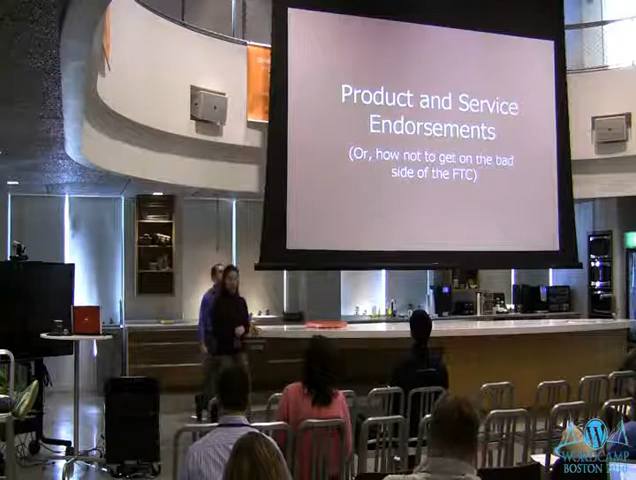 Product and Service
Endorsements
(Or, how not to get on the bad
side of the FTC)
WORDCAMP
BOSTON 2010